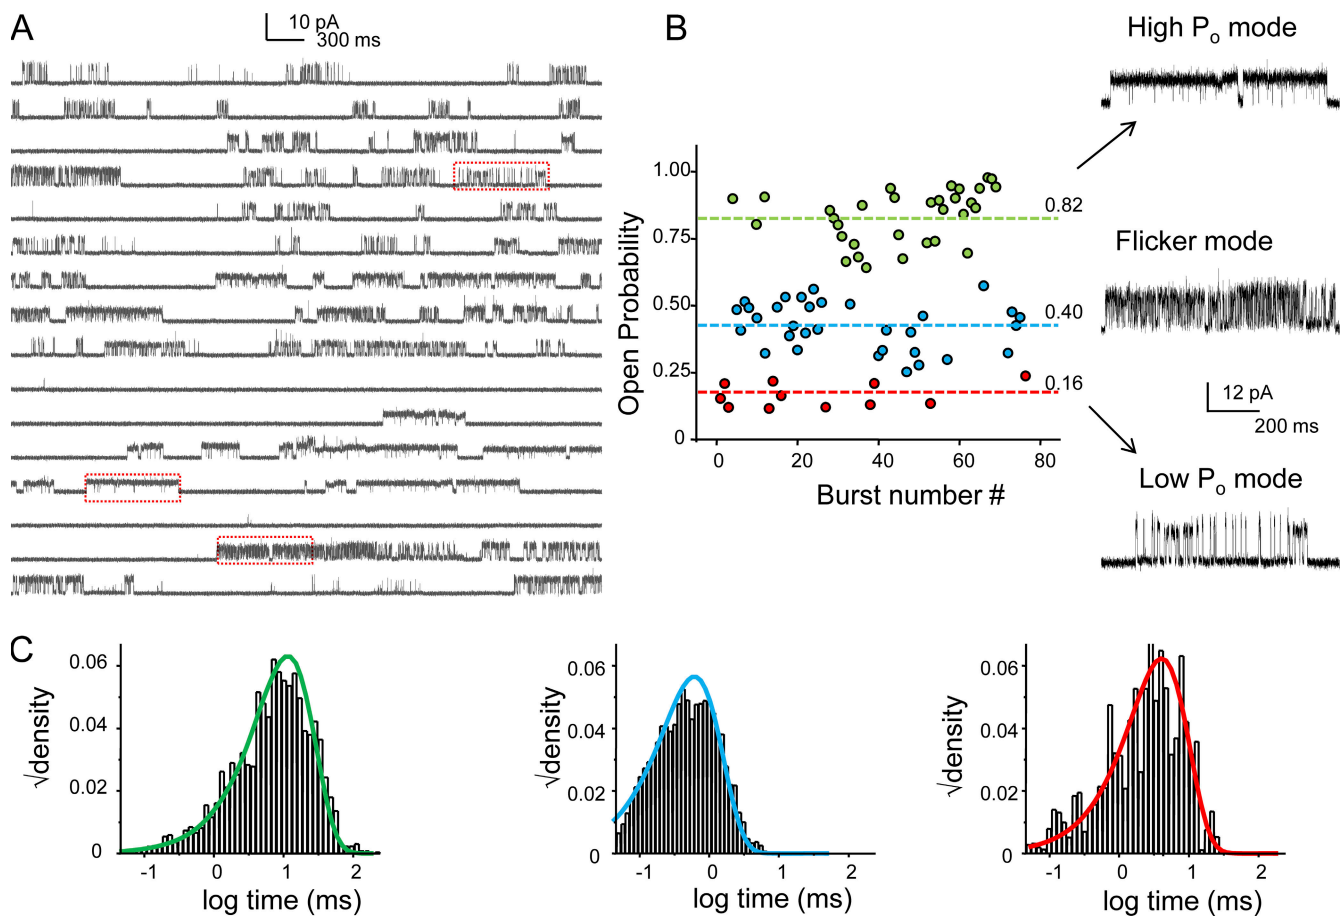 A
10 pA
300 ms
B
High Po mode
1.00
0.75
0.50
0.25
0
Open Probability
0.82
0.40
0.16
0 20 40 60 80
Burst number #
Flicker mode
12 pA
200 ms
Low Po mode
C
0.06
0.04
0.02
0
√density
-1 0 1 2
log time (ms)
0.06
0.04
0.02
0
√density
-1 0 1 2
log time (ms)
0.06
0.04
0.02
0
√density
-1 0 1 2
log time (ms)